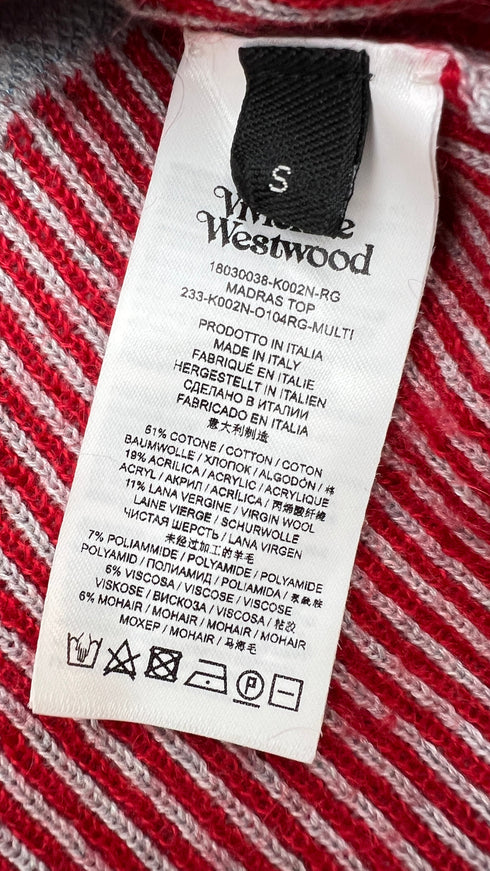 S
Vivienne
Westwood
18030038-K002N-RG
MADRAS TOP
233-K002N-O104RG-MULTI
PRODOTTO IN ITALIA
MADE IN ITALY
FABRIQUÉ EN ITALIE
HERGESTELLT IN ITALIEN
СДЕЛАНО В ИТАЛИИ
FABRICADO EN ITALIA
意大利制造
61% COTONE / COTTON / COTON
BAUMWOLLE / ХЛОПОК / ALGODÓN / 棉
19% ACRILICA / ACRYLIC / ACRYLIQUE
ACRYL / АКРИЛ / ACRÍLICA / 丙烯酸纤维
11% LANA VERGINE / VIRGIN WOOL
LAINE VIERGE / SCHURWOLLE
ЧИСТАЯ ШЕРСТЬ / LANA VIRGEN
未经过加工的羊毛
7% POLIAMMIDE / POLYAMIDE / POLYAMIDE
POLYAMID / ПОЛИАМИД / POLIAMIDA / 聚酰胺
6% VISCOSA / VISCOSE / VISCOSE
VISKOSE / ВИСКОЗА / VISCOSA / 粘胶
6% MOHAIR / MOHAIR / MOHAIR
МОХЕР / MOHAIR / 马海毛
P